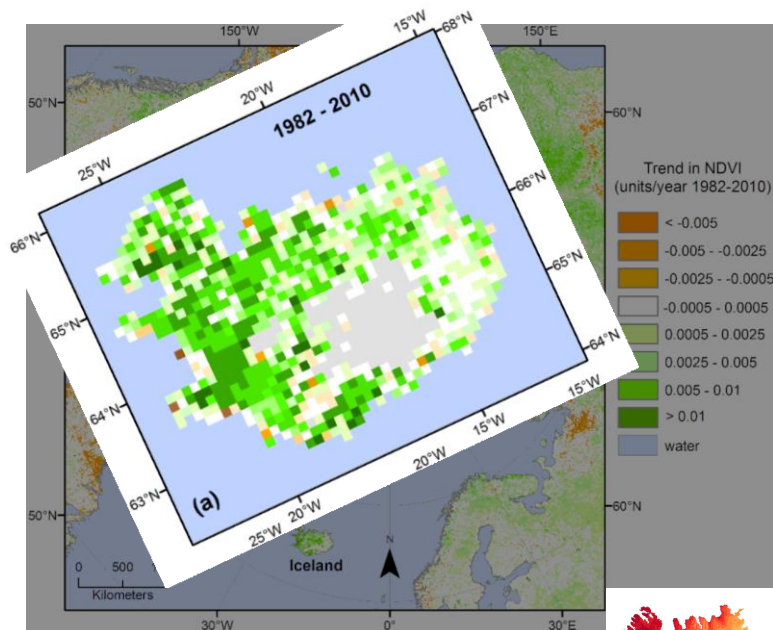 150°W
150°E
15°W
68°N
20°W
1982 - 2010
67°N
25°W
66°N
66°N
65°N
65°N
64°N
64°N
63°N
15°W
15°W
20°W
20°W
25°W
(a)
50°N
60°N
50°N
60°N
Trend in NDVI
(units/year 1982-2010)
< -0.005
-0.005 - -0.0025
-0.0025 - -0.0005
-0.0005 - 0.0005
0.0005 - 0.0025
0.0025 - 0.005
0.005 - 0.01
> 0.01
water
N
Iceland
0 500
Kilometers
30°W
0°
30°E